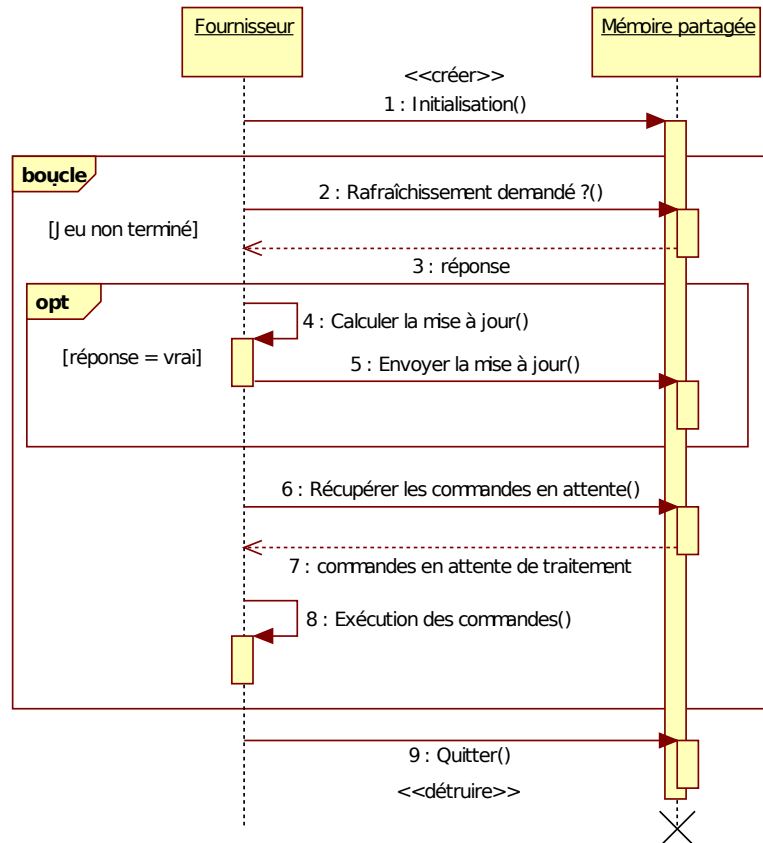 Fournisseur
Mémoire partagée
<<créer>>
1 : Initialisation()
boucle
2 : Rafraîchissement demandé ?()
[Jeu non terminé]
3 : réponse
opt
4 : Calculer la mise à jour()
[réponse = vrai]
5 : Envoyer la mise à jour()
6 : Récupérer les commandes en attente()
7 : commandes en attente de traitement
8 : Exécution des commandes()
9 : Quitter()
<<détruire>>